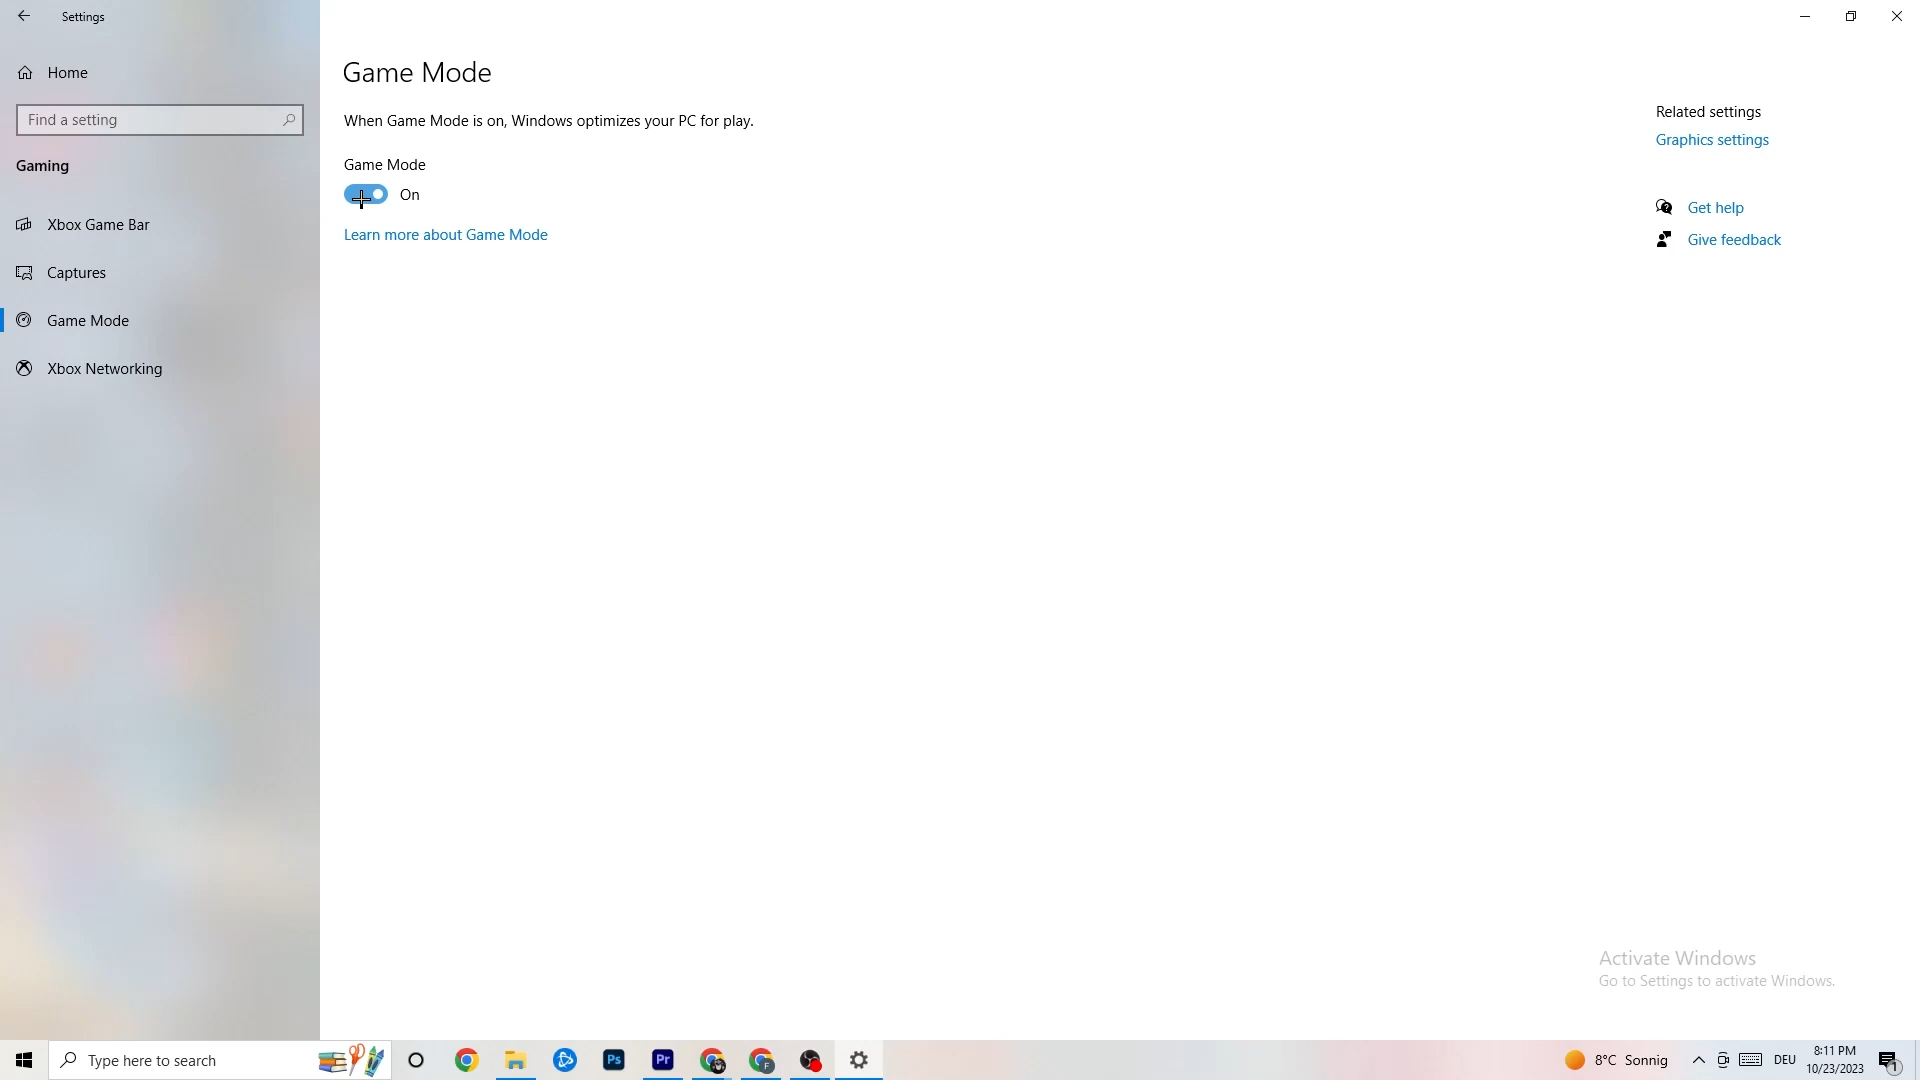 Settings
Home
Find a setting
Gaming
Xbox Game Bar
Captures
Game Mode
Xbox Networking
Game Mode
When Game Mode is on, Windows optimizes your PC for play.
Game Mode
On
Learn more about Game Mode
Related settings
Graphics settings
Get help
Give feedback
Activate Windows
Go to Settings to activate Windows.
Type here to search
Ps
Pr
F
8°C Sonnig
DEU
8:11 PM
10/23/2023
1